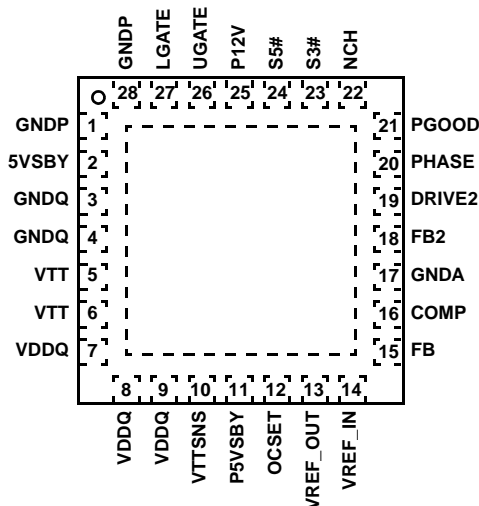 GNDP
LGATE
UGATE
P12V
S5#
S3#
NCH
28 27 26 25 24 23 22
GNDP 1
21 PGOOD
5VSBY 2
20 PHASE
GNDQ 3
19 DRIVE2
GNDQ 4
18 FB2
VTT 5
17 GNDA
VTT 6
16 COMP
VDDQ 7
15 FB
8 9 10 11 12 13 14
VDDQ
VDDQ
VTTSNS
P5VSBY
OCSET
VREF_OUT
VREF_IN